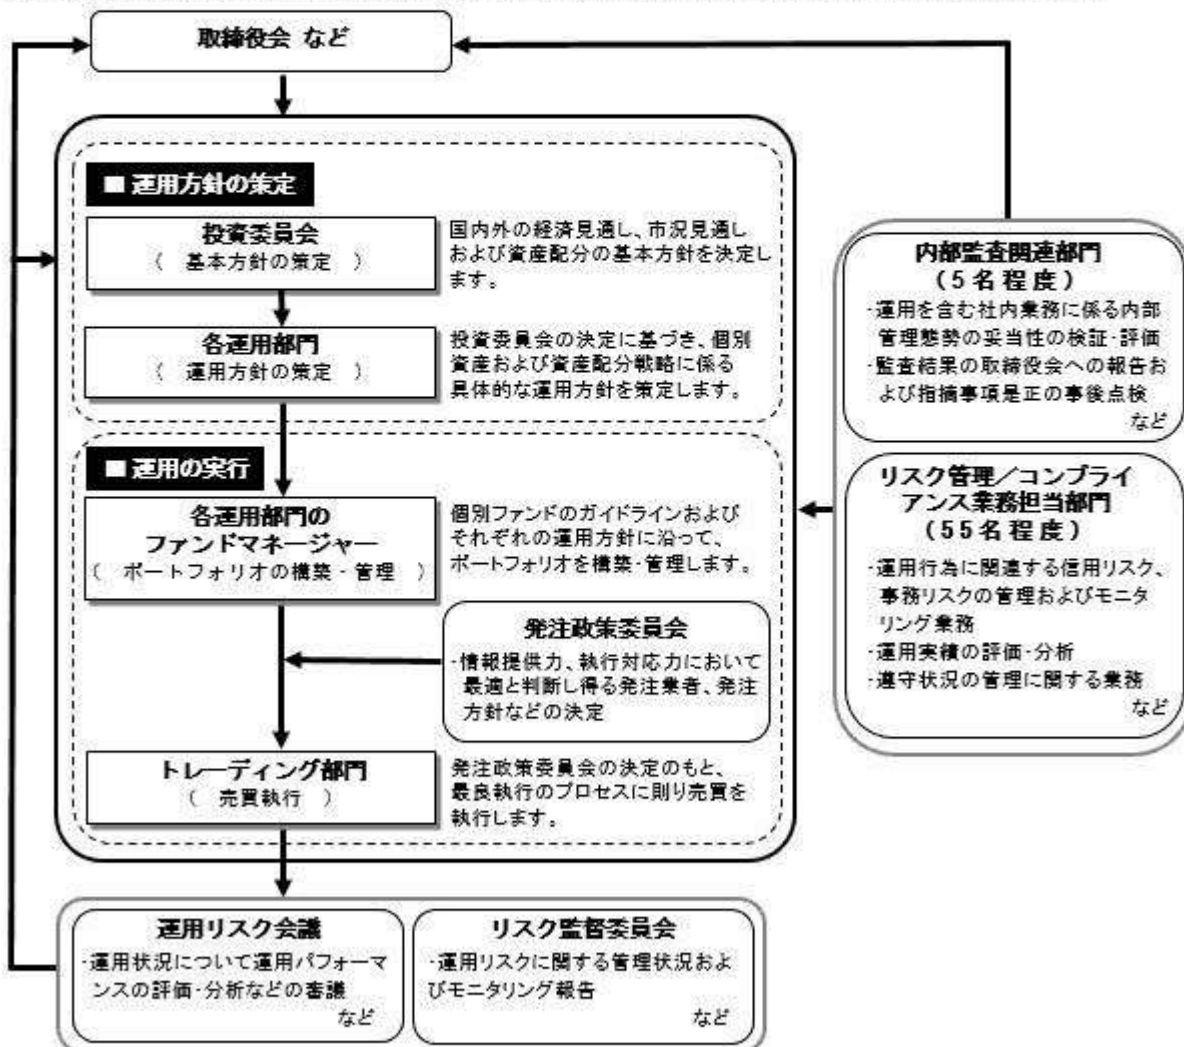 取締役会 など
■ 運用方針の策定
投資委員会
( 基本方針の策定 )
国内外の経済見通し、市況見通し
および資産配分の基本方針を決定し
ます。
各運用部門
( 運用方針の策定 )
投資委員会の決定に基づき、個別
資産および資産配分戦略に係る
具体的な運用方針を策定します。
■ 運用の実行
各運用部門の
ファンドマネージャー
( ポートフォリオの構築・管理 )
個別ファンドのガイドラインおよび
それぞれの運用方針に沿って、
ポートフォリオを構築・管理します。
発注政策委員会
・情報提供力、執行対応力において
最適と判断し得る発注業者、発注
方針などの決定
トレーディング部門
( 売買執行 )
発注政策委員会の決定のもと、
最良執行のプロセスに則り売買を
執行します。
内部監査関連部門
(5名程度)
・運用を含む社内業務に係る内部
管理態勢の妥当性の検証・評価
・監査結果の取締役会への報告お
よび指摘事項是正の事後点検
など
リスク管理/コンプライ
アンス業務担当部門
(55名程度)
・運用行為に関連する信用リスク、
事務リスクの管理およびモニタ
リング業務
・運用実績の評価・分析
・遵守状況の管理に関する業務
など
運用リスク会議
・運用状況について運用パフォーマ
ンスの評価・分析などの審議
など
リスク監督委員会
・運用リスクに関する管理状況およ
びモニタリング報告
など